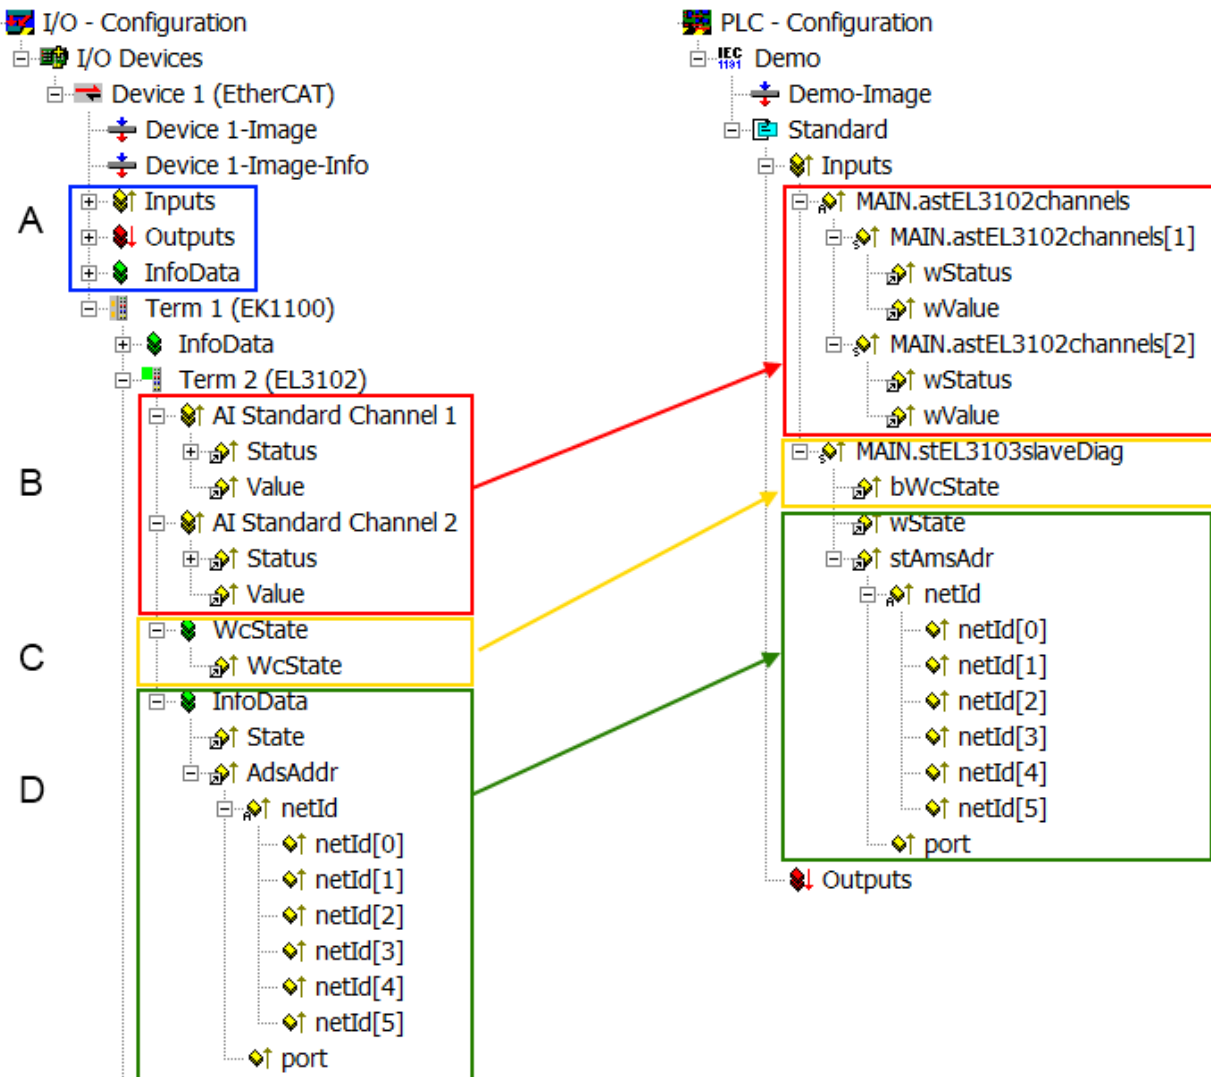 I/O - Configuration
I/O Devices
Device 1 (EtherCAT)
Device 1-Image
Device 1-Image-Info
A
Inputs
Outputs
InfoData
Term 1 (EK1100)
InfoData
Term 2 (EL3102)
B
AI Standard Channel 1
Status
Value
AI Standard Channel 2
Status
Value
C
WcState
WcState
D
InfoData
State
AdsAddr
netId
netId[0]
netId[1]
netId[2]
netId[3]
netId[4]
netId[5]
port
PLC - Configuration
IEC
1131
Demo
Demo-Image
Standard
Inputs
MAIN.astEL3102channels
MAIN.astEL3102channels[1]
wStatus
wValue
MAIN.astEL3102channels[2]
wStatus
wValue
MAIN.stEL3103slaveDiag
bWcState
wState
stAmsAdr
netId
netId[0]
netId[1]
netId[2]
netId[3]
netId[4]
netId[5]
port
Outputs